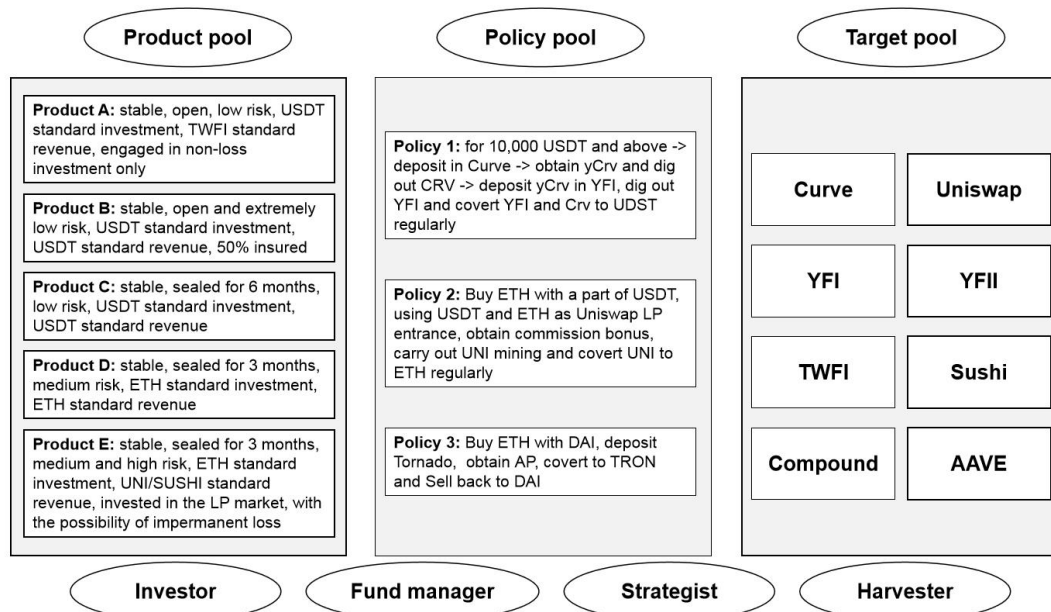 Product pool
Policy pool
Target pool
Product A: stable, open, low risk, USDT
standard investment, TWFI standard
revenue, engaged in non-loss
investment only
Product B: stable, open and extremely
low risk, USDT standard investment,
USDT standard revenue, 50% insured
Product C: stable, sealed for 6 months,
low risk, USDT standard investment,
USDT standard revenue
Product D: stable, sealed for 3 months,
medium risk, ETH standard investment,
ETH standard revenue
Product E: stable, sealed for 3 months,
medium and high risk, ETH standard
investment, UNI/SUSHI standard
revenue, invested in the LP market, with
the possibility of impermanent loss
Policy 1: for 10,000 USDT and above ->
deposit in Curve -> obtain yCrv and dig
out CRV -> deposit yCrv in YFI, dig out
YFI and covert YFI and Crv to UDST
regularly
Policy 2: Buy ETH with a part of USDT,
using USDT and ETH as Uniswap LP
entrance, obtain commission bonus,
carry out UNI mining and covert UNI to
ETH regularly
Policy 3: Buy ETH with DAI, deposit
Tornado, obtain AP, covert to TRON
and Sell back to DAI
Curve
Uniswap
YFI
YFII
TWFI
Sushi
Compound
AAVE
Investor
Fund manager
Strategist
Harvester